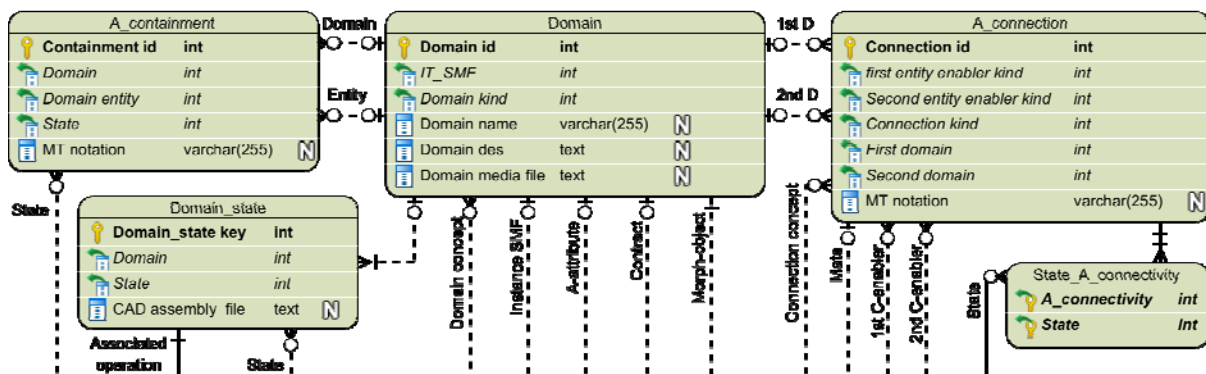 A_containment
Containment id int
Domain int
Domain entity int
State int
MT notation varchar(255) N
Domain
Entity
Domain
Domain id int
IT_SMF int
Domain kind int
Domain name varchar(255) N
Domain des text N
Domain media file text N
1st D
2nd D
A_connection
Connection id int
first entity enabler kind int
Second entity enabler kind int
Connection kind int
First domain int
Second domain int
MT notation varchar(255) N
State
Domain_state
Domain_state key int
Domain int
State int
CAD assembly file text N
Associated
operation
State
Domain concept
Instance SMF
A-attribute
Contract
Morph-object
Connection concept
Mate
1st C-enabler
2nd C-enabler
State
State_A_connectivity
A_connectivity int
State Int